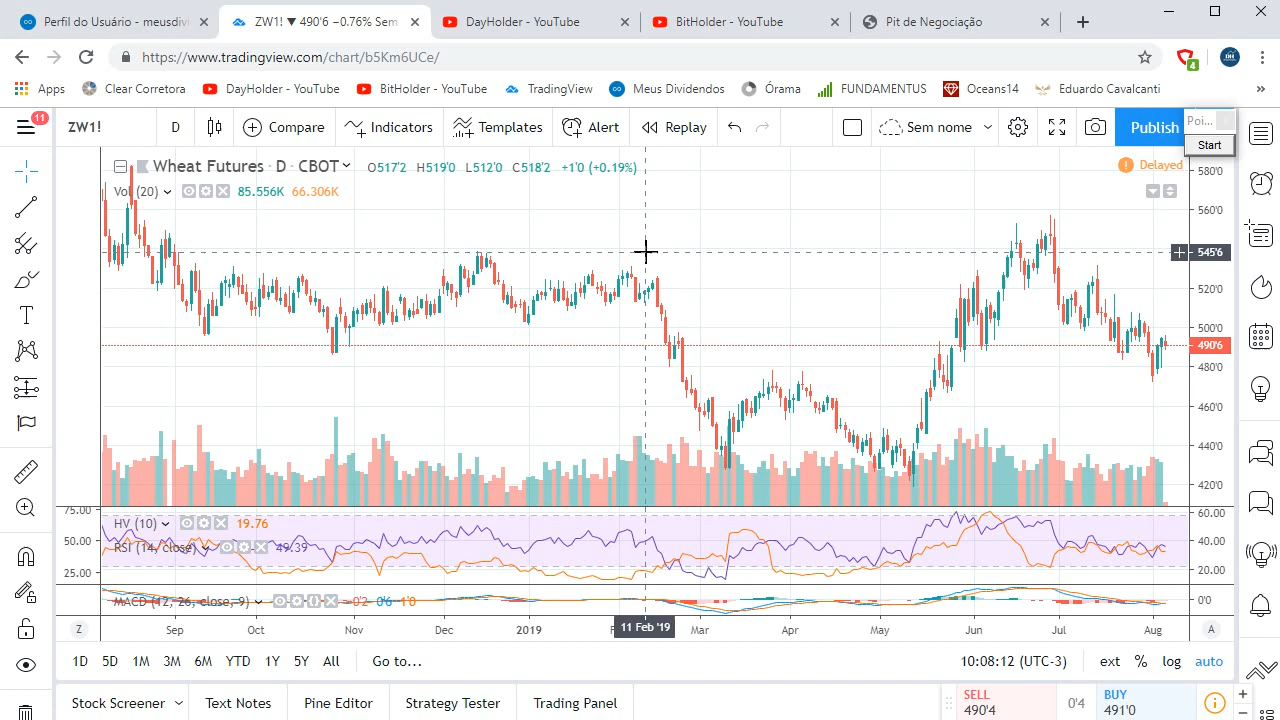 Perfil do Usuário - meusdivi
ZW1! ▼ 490'6 −0.76% Sem
DayHolder - YouTube
BitHolder - YouTube
Pit de Negociação
https://www.tradingview.com/chart/b5Km6UCe/
4
Apps
Clear Corretora
DayHolder - YouTube
BitHolder - YouTube
TradingView
Meus Dividendos
Órama
FUNDAMENTUS
Oceans14
Eduardo Cavalcanti
»
11
ZW1!
D
Compare
Indicators
Templates
Alert
Replay
Sem nome
Publish
Poi...
Start
Wheat Futures · D · CBOT
O517'2 H519'0 L512'0 C518'2 +1'0 (+0.19%)
Delayed
Vol (20)
85.556K 66.306K
580'0
560'0
545'6
520'0
500'0
490'6
480'0
460'0
440'0
420'0
75.00
50.00
25.00
HV (10)
19.76
RSI (14, close)
49.39
60.00
40.00
20.00
MACD (12, 26, close, 9)
−0'2 0'6 1'0
0'0
Z
Sep
Oct
Nov
Dec
2019
11 Feb '19
Mar
Apr
May
Jun
Jul
Aug
A
1D 5D 1M 3M 6M YTD 1Y 5Y All
Go to...
10:08:12 (UTC-3)
ext % log auto
Stock Screener
Text Notes
Pine Editor
Strategy Tester
Trading Panel
SELL
490'4
0'4
BUY
491'0